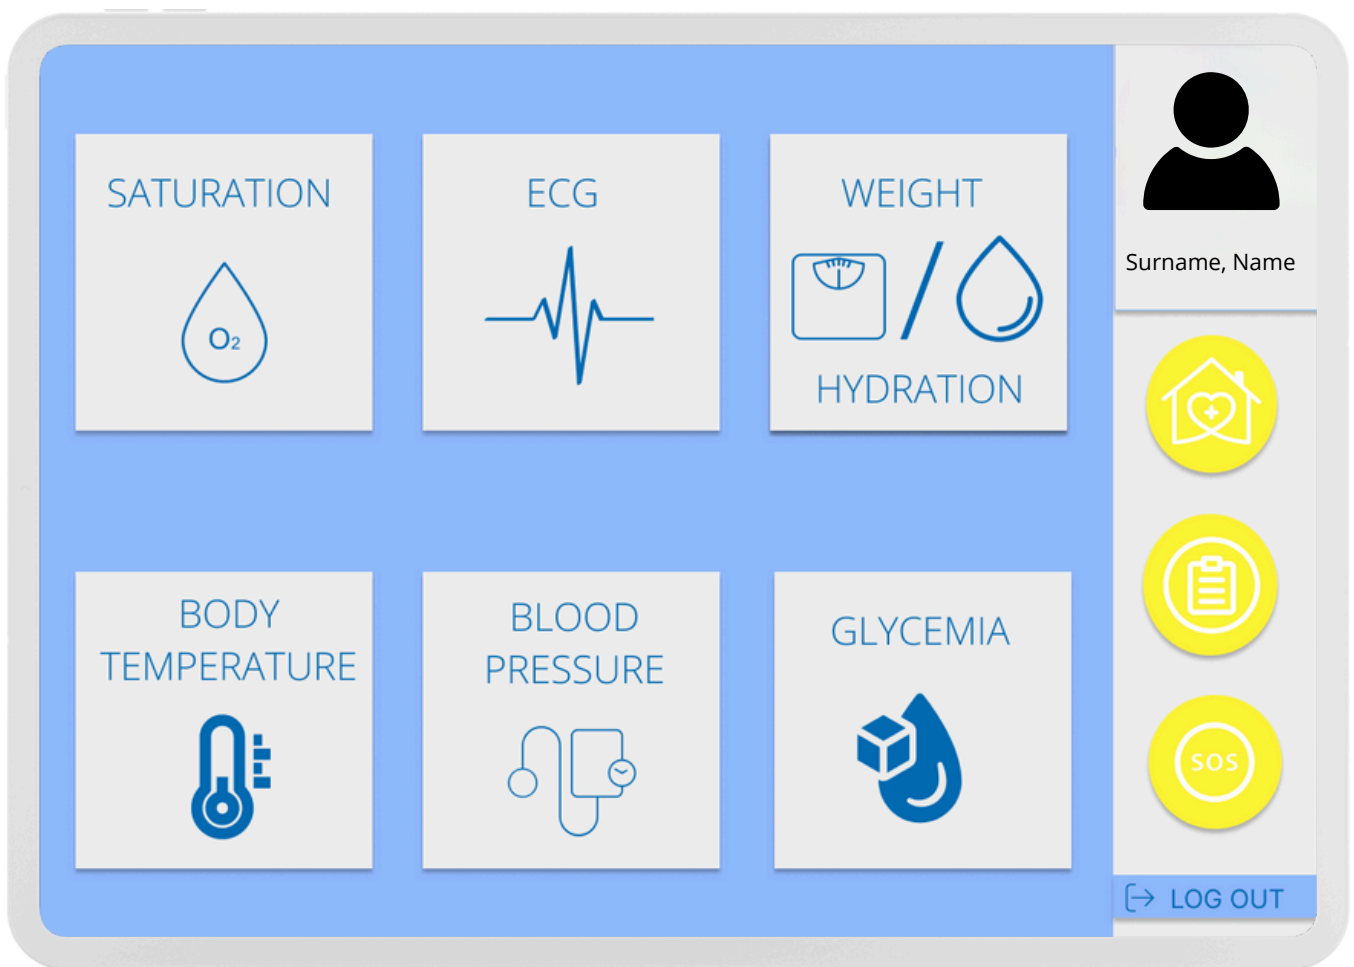 SATURATION
O₂
ECG
WEIGHT
HYDRATION
BODY
TEMPERATURE
BLOOD
PRESSURE
GLYCEMIA
Surname, Name
SOS
LOG OUT